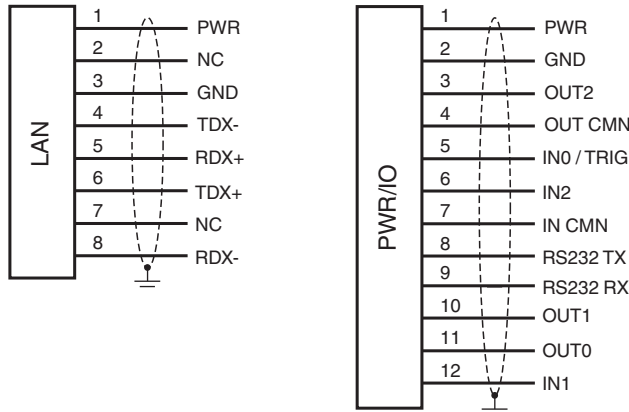 LAN
1 PWR
2 NC
3 GND
4 TDX-
5 RDX+
6 TDX+
7 NC
8 RDX-
PWR/IO
1 PWR
2 GND
3 OUT2
4 OUT CMN
5 IN0 / TRIG
6 IN2
7 IN CMN
8 RS232 TX
9 RS232 RX
10 OUT1
11 OUT0
12 IN1